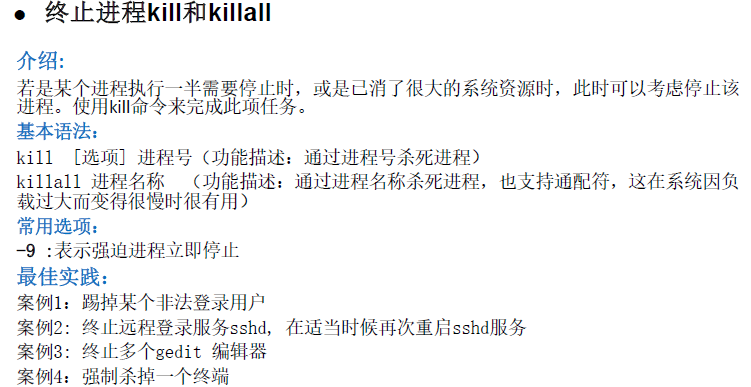 ● 终止进程kill和killall
介绍:
若是某个进程执行一半需要停止时，或是已消了很大的系统资源时，此时可以考虑停止该
进程。使用kill命令来完成此项任务。
基本语法：
kill [选项] 进程号（功能描述：通过进程号杀死进程）
killall 进程名称 （功能描述：通过进程名称杀死进程，也支持通配符，这在系统因负
载过大而变得很慢时很有用）
常用选项：
-9 :表示强迫进程立即停止
最佳实践：
案例1：踢掉某个非法登录用户
案例2: 终止远程登录服务sshd, 在适当时候再次重启sshd服务
案例3: 终止多个gedit 编辑器
案例4：强制杀掉一个终端